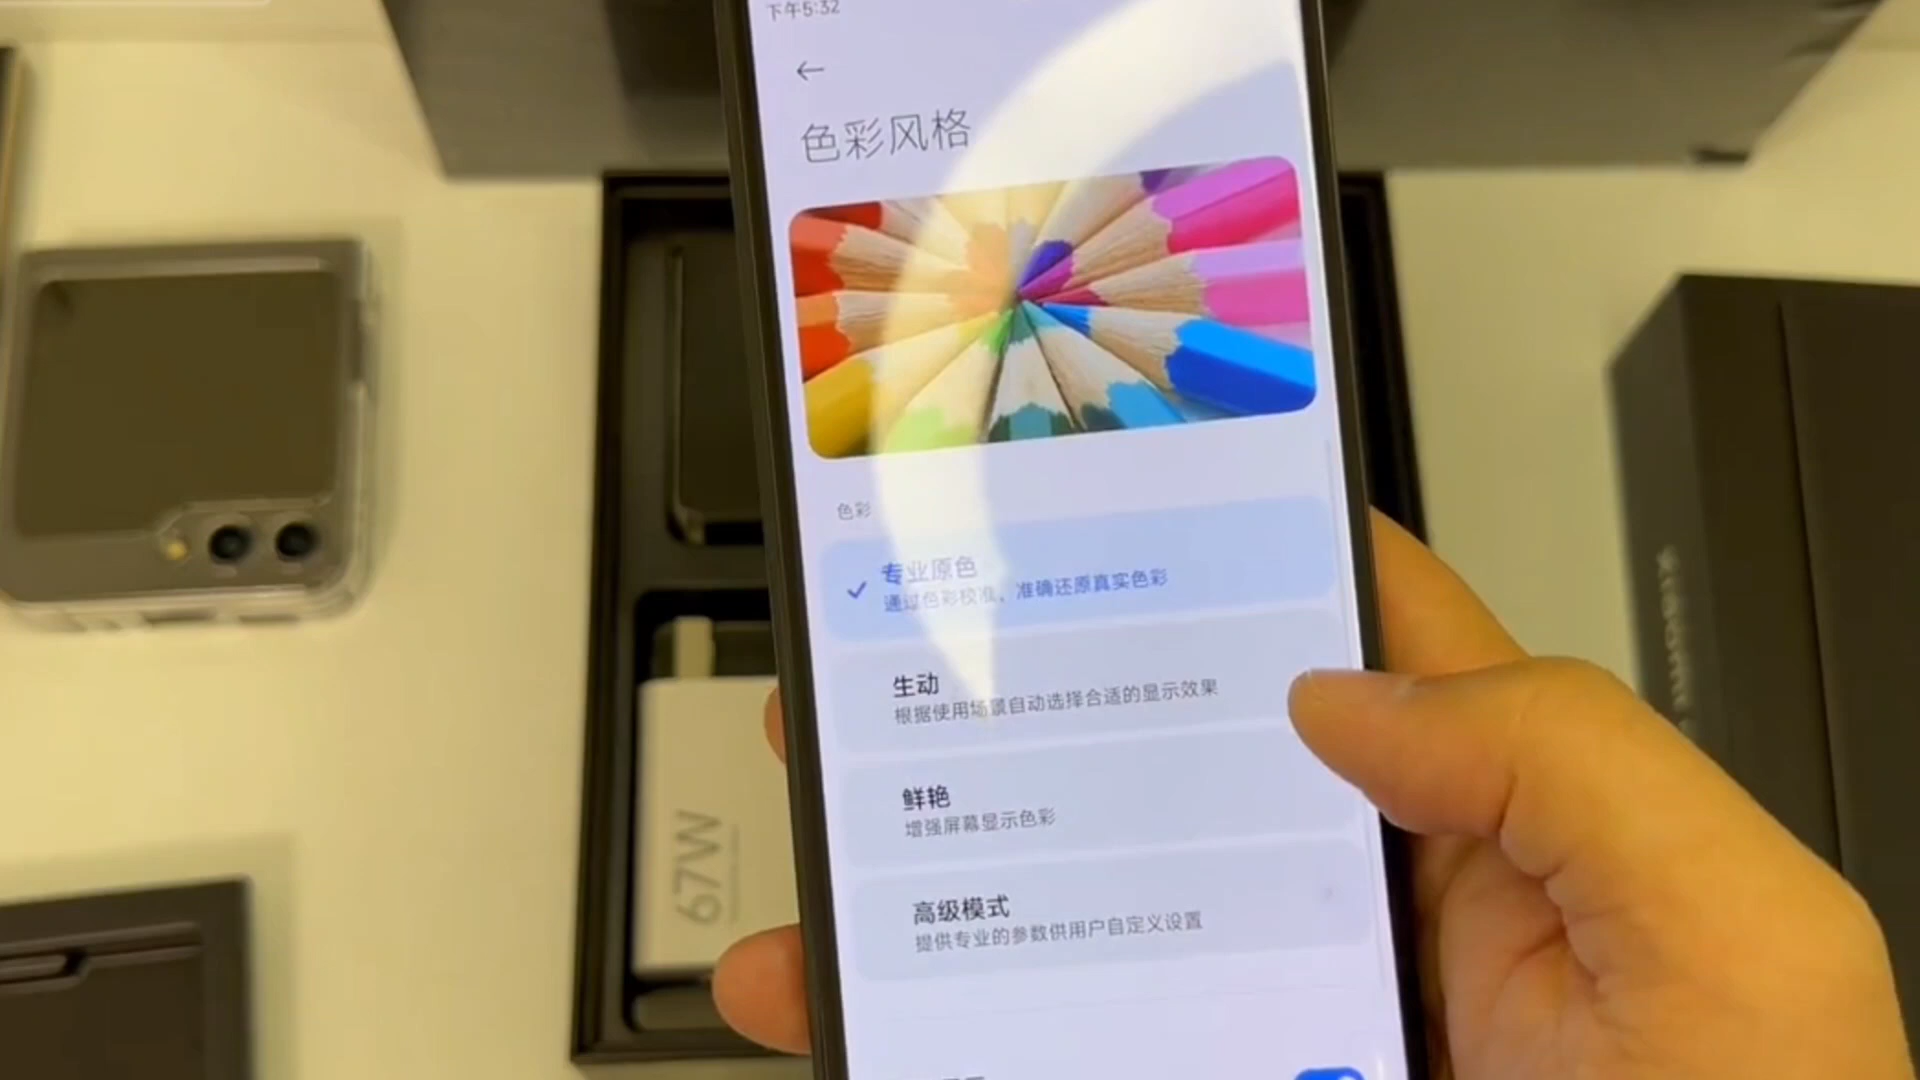 下午5:32
色彩风格
色彩
专业原色
通过色彩校准，准确还原真实色彩
生动
根据使用场景自动选择合适的显示效果
鲜艳
增强屏幕显示色彩
高级模式
提供专业的参数供用户自定义设置
67W
xiaomi